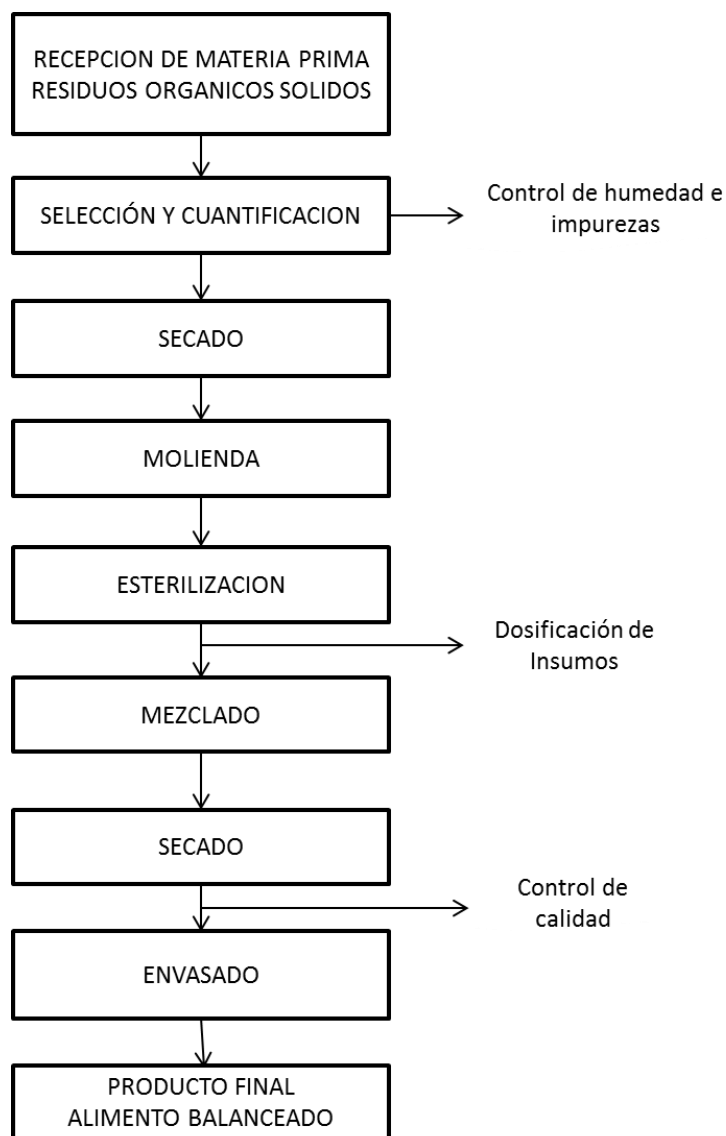 RECEPCION DE MATERIA PRIMA
RESIDUOS ORGANICOS SOLIDOS
SELECCIÓN Y CUANTIFICACION
Control de humedad e
impurezas
SECADO
MOLIENDA
ESTERILIZACION
Dosificación de
Insumos
MEZCLADO
SECADO
Control de
calidad
ENVASADO
PRODUCTO FINAL
ALIMENTO BALANCEADO